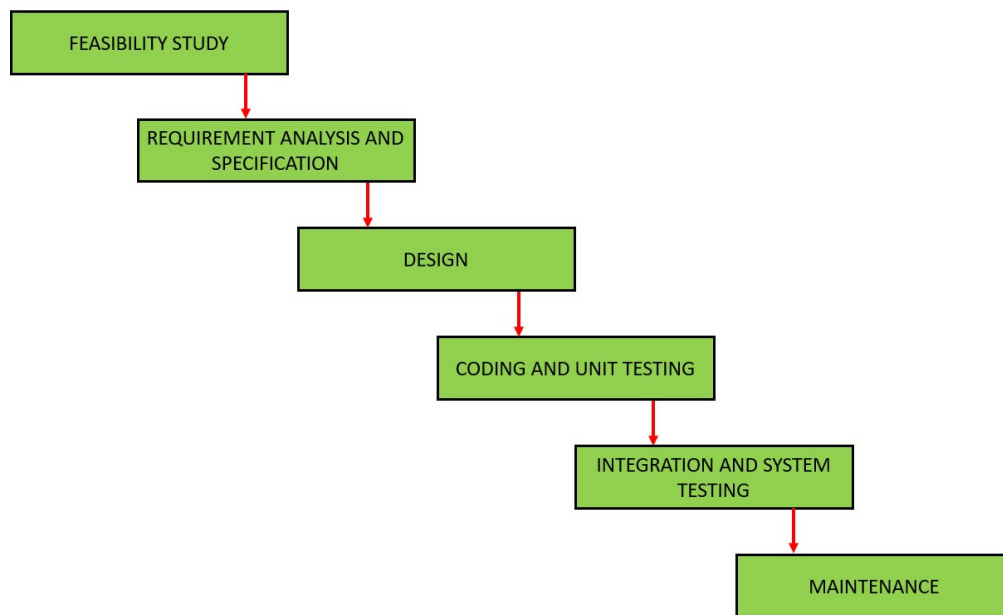 FEASIBILITY STUDY
REQUIREMENT ANALYSIS AND
SPECIFICATION
DESIGN
CODING AND UNIT TESTING
INTEGRATION AND SYSTEM
TESTING
MAINTENANCE